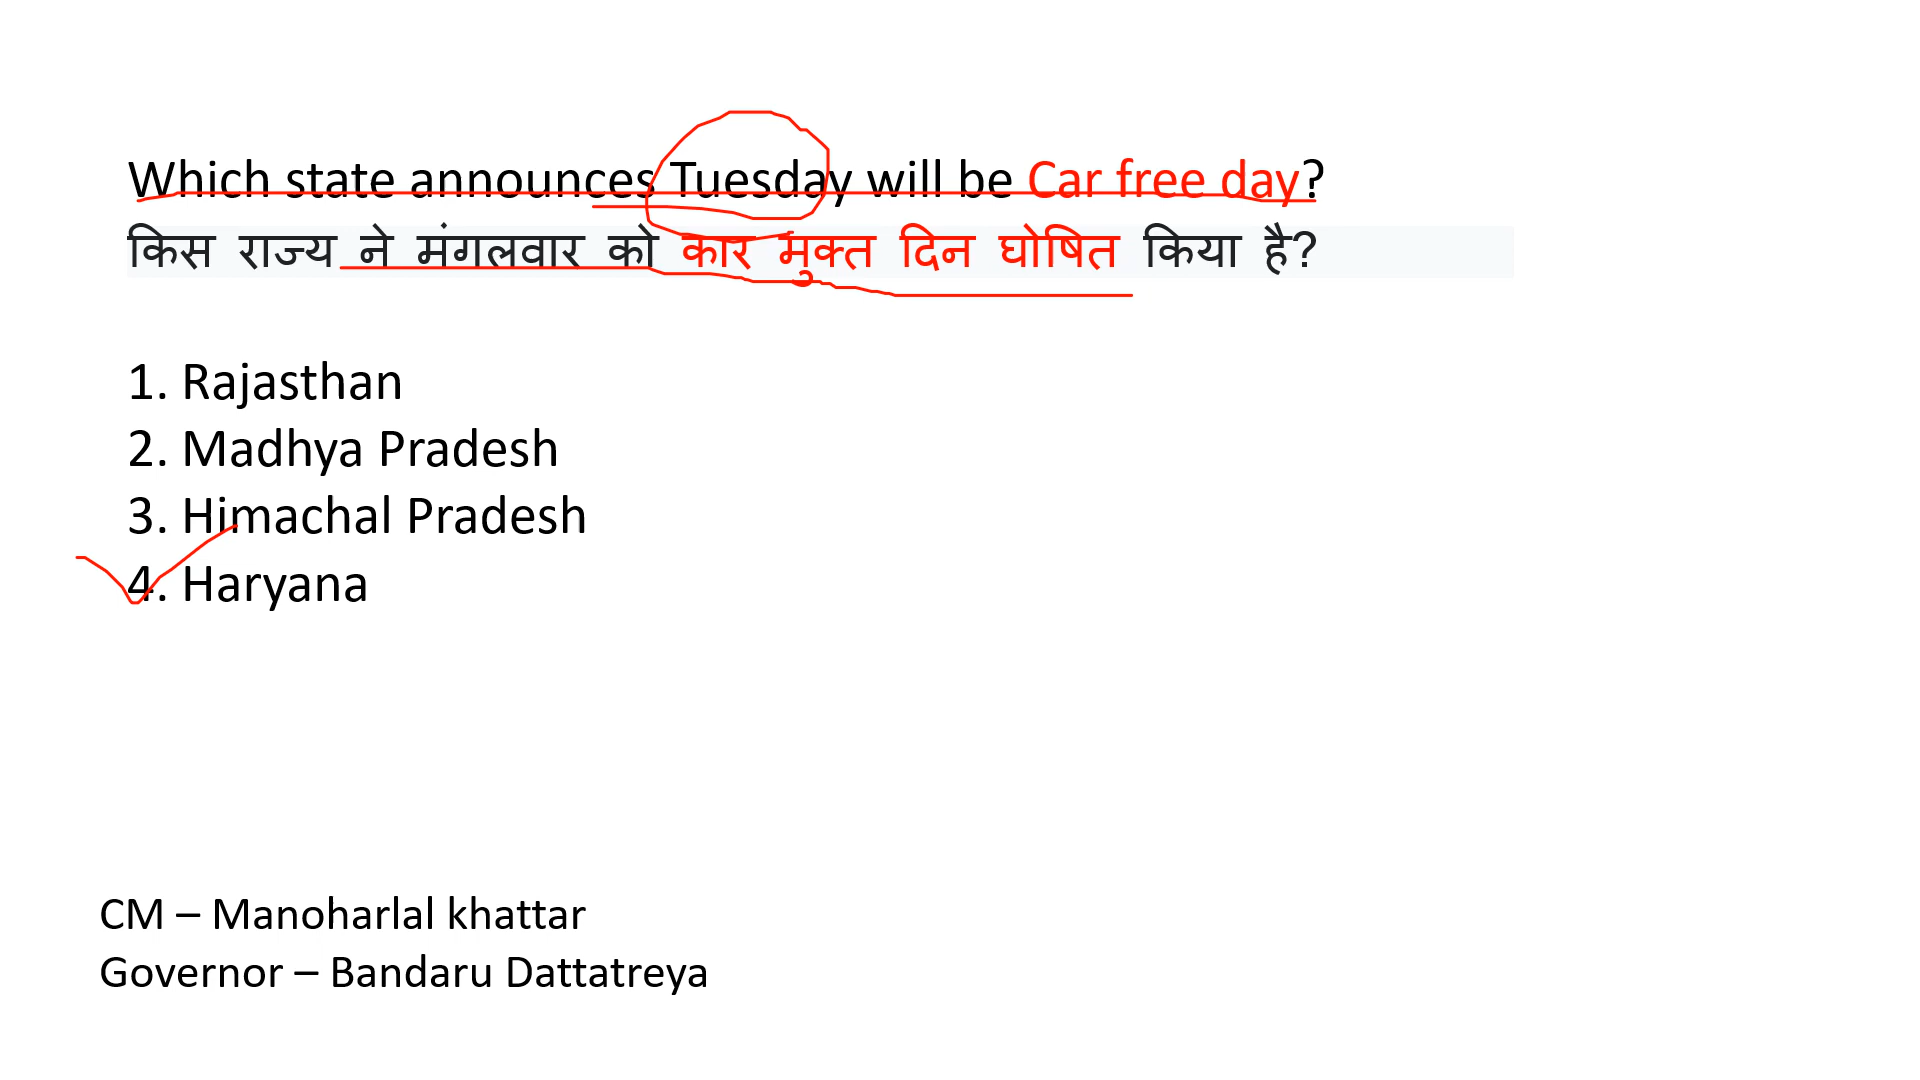 Which state announces Tuesday will be Car free day?
किस राज्य ने मंगलवार को कार मुक्त दिन घोषित किया है?
1. Rajasthan
2. Madhya Pradesh
3. Himachal Pradesh
4. Haryana
CM – Manoharlal khattar
Governor – Bandaru Dattatreya